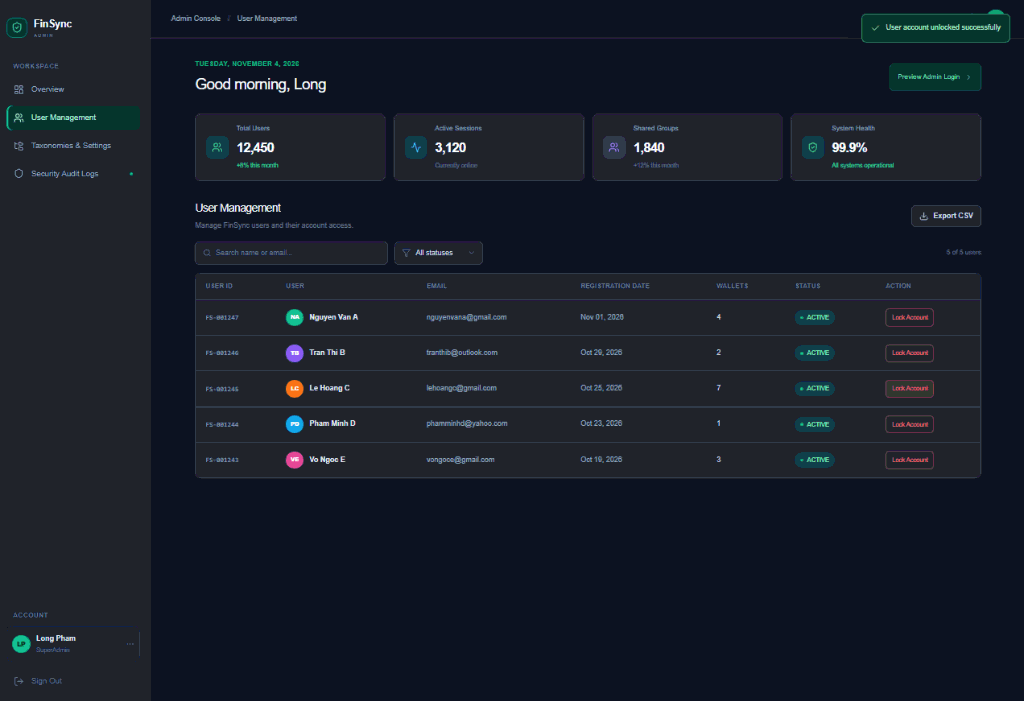 FinSync
ADMIN
WORKSPACE
Overview
User Management
Taxonomies & Settings
Security Audit Logs
ACCOUNT
LP
Long Pham
SuperAdmin
Sign Out
Admin Console / User Management
User account unlocked successfully
TUESDAY, NOVEMBER 4, 2026
Good morning, Long
Preview Admin Login
Total Users
12,450
+8% this month
Active Sessions
3,120
Currently online
Shared Groups
1,840
+12% this month
System Health
99.9%
All systems operational
User Management
Manage FinSync users and their account access.
Export CSV
Search name or email...
All statuses
5 of 5 users
USER ID USER EMAIL REGISTRATION DATE WALLETS STATUS ACTION
FS-001247 NA Nguyen Van A nguyenvana@gmail.com Nov 01, 2026 4 ACTIVE Lock Account
FS-001246 TB Tran Thi B tranthib@outlook.com Oct 29, 2026 2 ACTIVE Lock Account
FS-001245 LC Le Hoang C lehoangc@gmail.com Oct 25, 2026 7 ACTIVE Lock Account
FS-001244 PD Pham Minh D phamminhd@yahoo.com Oct 23, 2026 1 ACTIVE Lock Account
FS-001243 VE Vo Ngoc E vongoce@gmail.com Oct 19, 2026 3 ACTIVE Lock Account